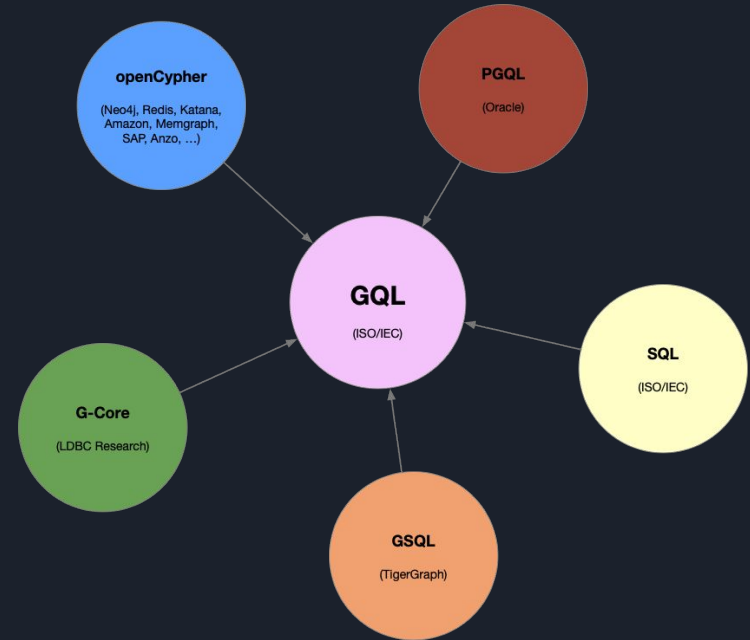 openCypher
(Neo4j, Redis, Katana,
Amazon, Memgraph,
SAP, Anzo, ...)
PGQL
(Oracle)
GQL
(ISO/IEC)
SQL
(ISO/IEC)
G-Core
(LDBC Research)
GSQL
(TigerGraph)